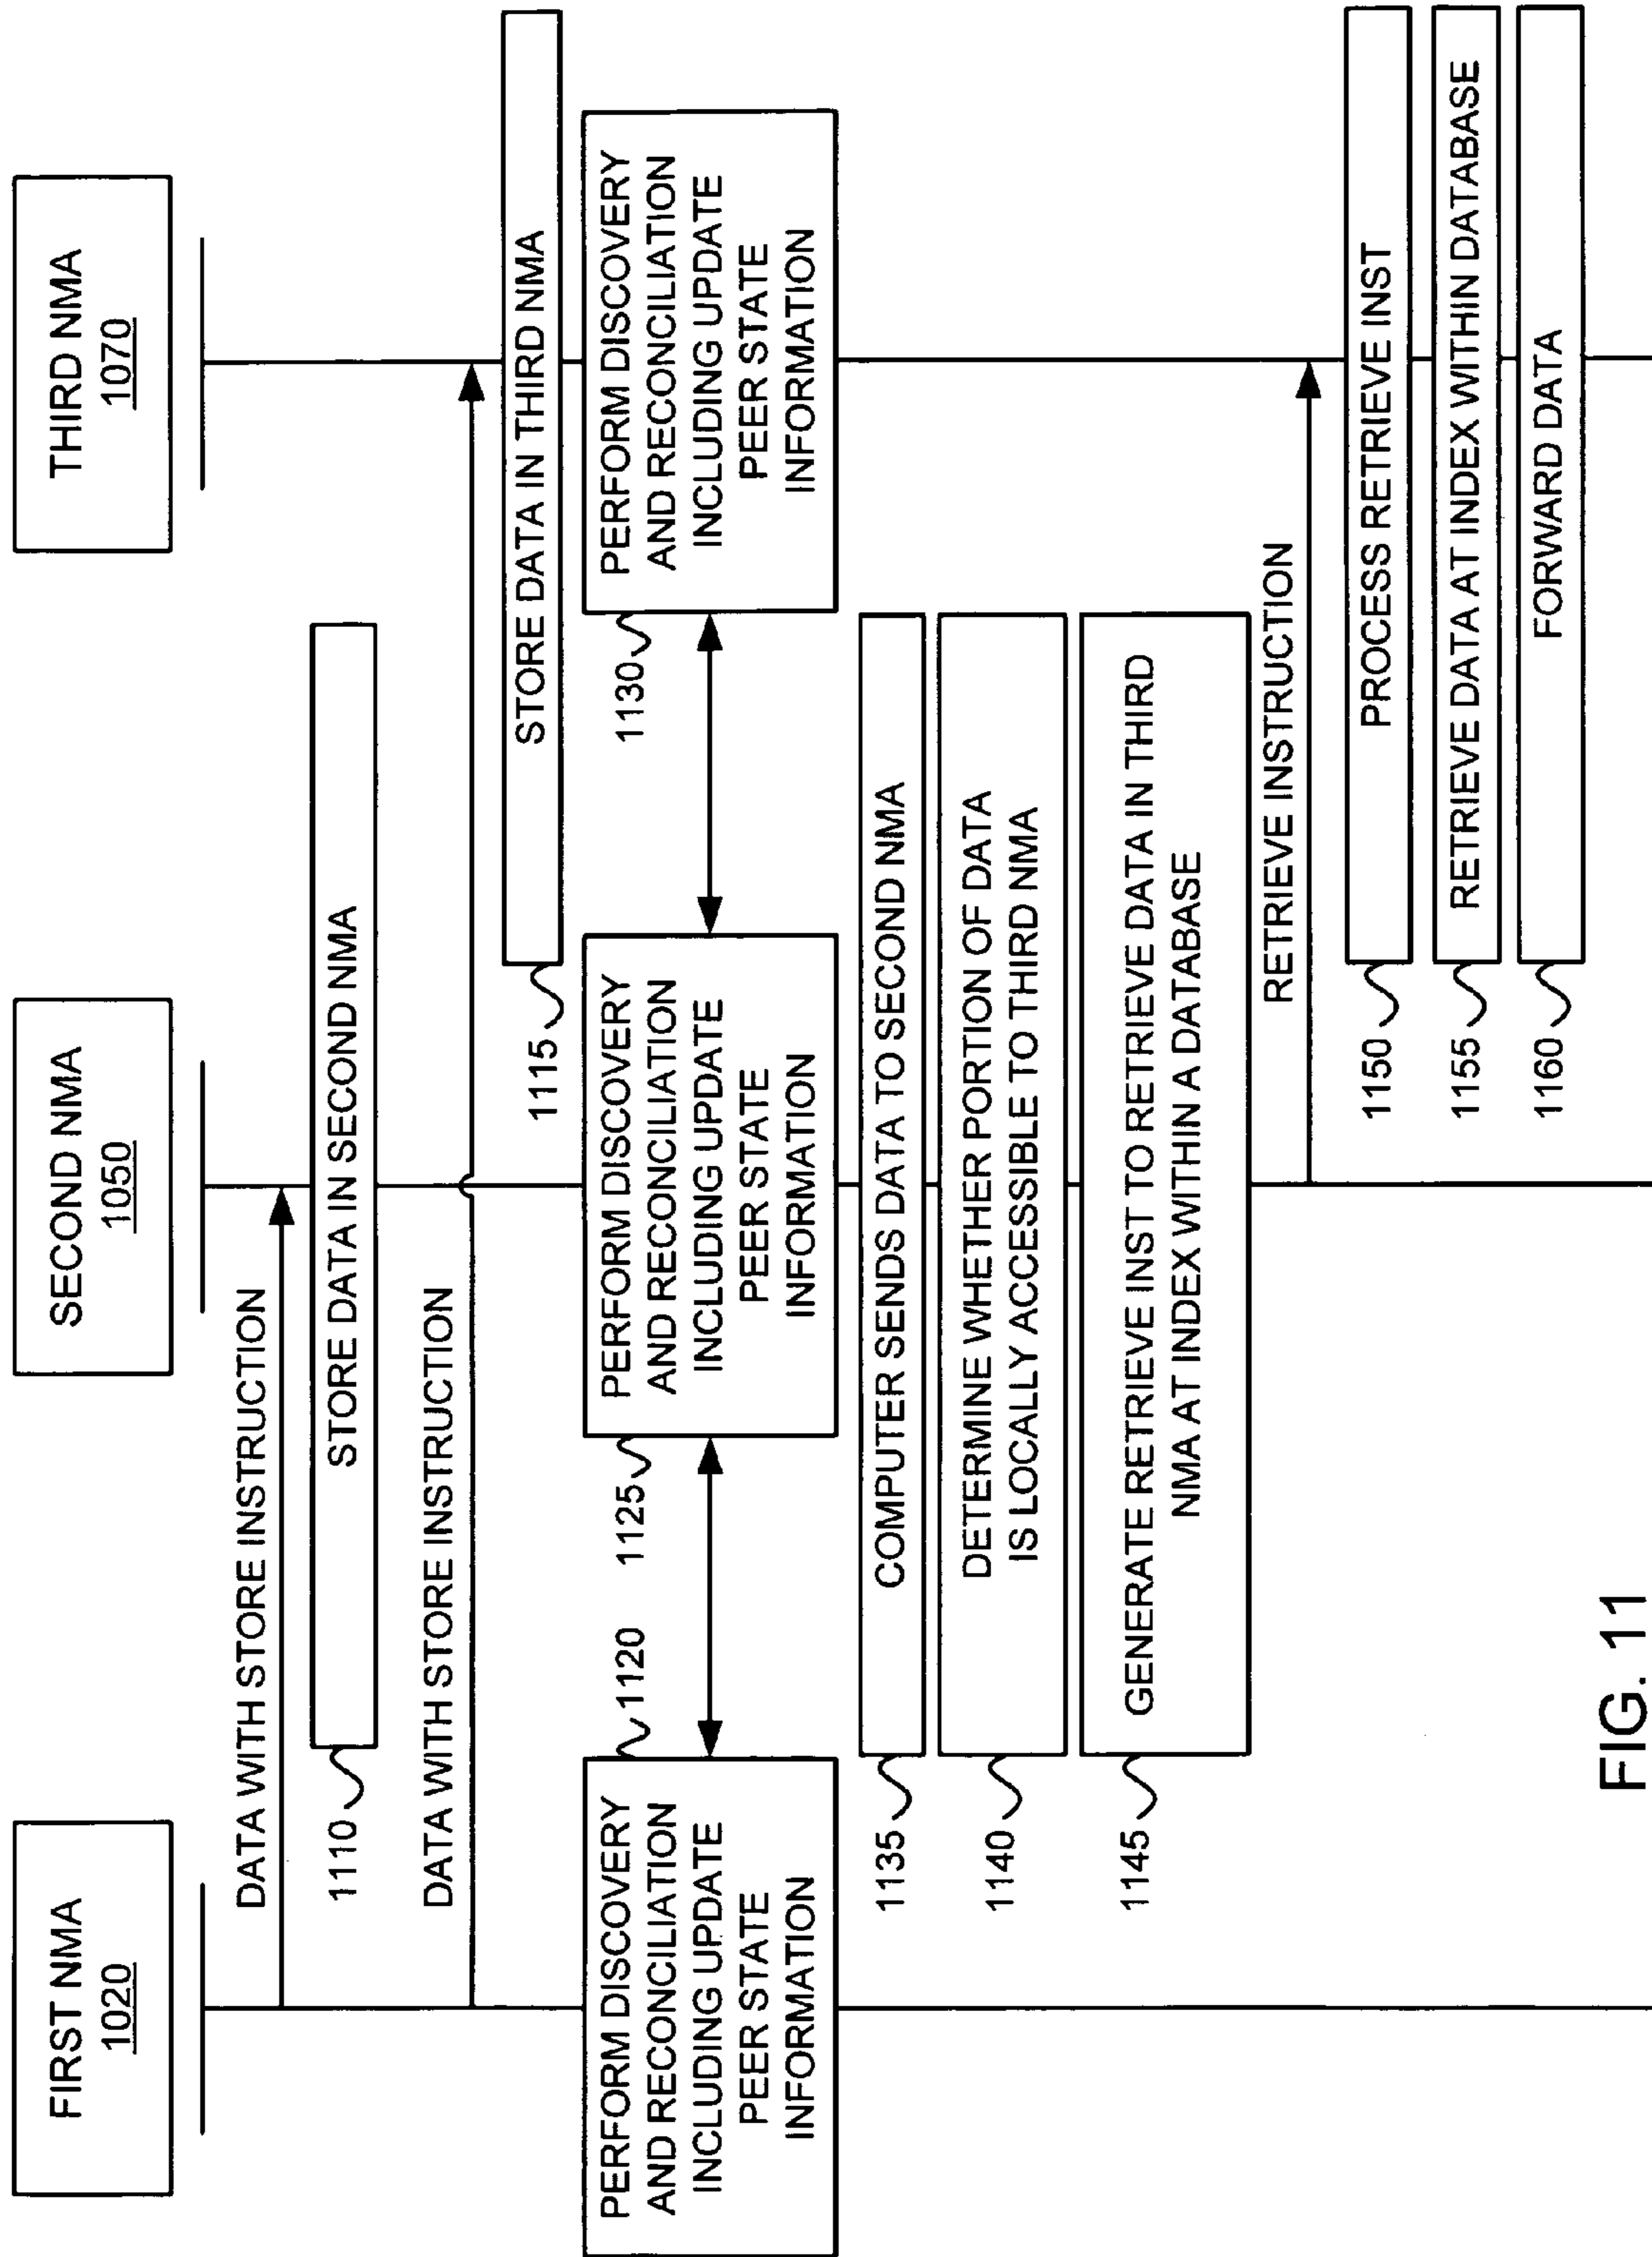 FIRST NMA
1020
SECOND NMA
1050
THIRD NMA
1070
DATA WITH STORE INSTRUCTION
1110
STORE DATA IN SECOND NMA
DATA WITH STORE INSTRUCTION
1115
STORE DATA IN THIRD NMA
PERFORM DISCOVERY
AND RECONCILIATION
INCLUDING UPDATE
PEER STATE
INFORMATION
1120
1125
PERFORM DISCOVERY
AND RECONCILIATION
INCLUDING UPDATE
PEER STATE
INFORMATION
1130
PERFORM DISCOVERY
AND RECONCILIATION
INCLUDING UPDATE
PEER STATE
INFORMATION
1135
COMPUTER SENDS DATA TO SECOND NMA
1140
DETERMINE WHETHER PORTION OF DATA
IS LOCALLY ACCESSIBLE TO THIRD NMA
1145
GENERATE RETRIEVE INST TO RETRIEVE DATA IN THIRD
NMA AT INDEX WITHIN A DATABASE
RETRIEVE INSTRUCTION
1150
PROCESS RETRIEVE INST
1155
RETRIEVE DATA AT INDEX WITHIN DATABASE
1160
FORWARD DATA
FIG. 11